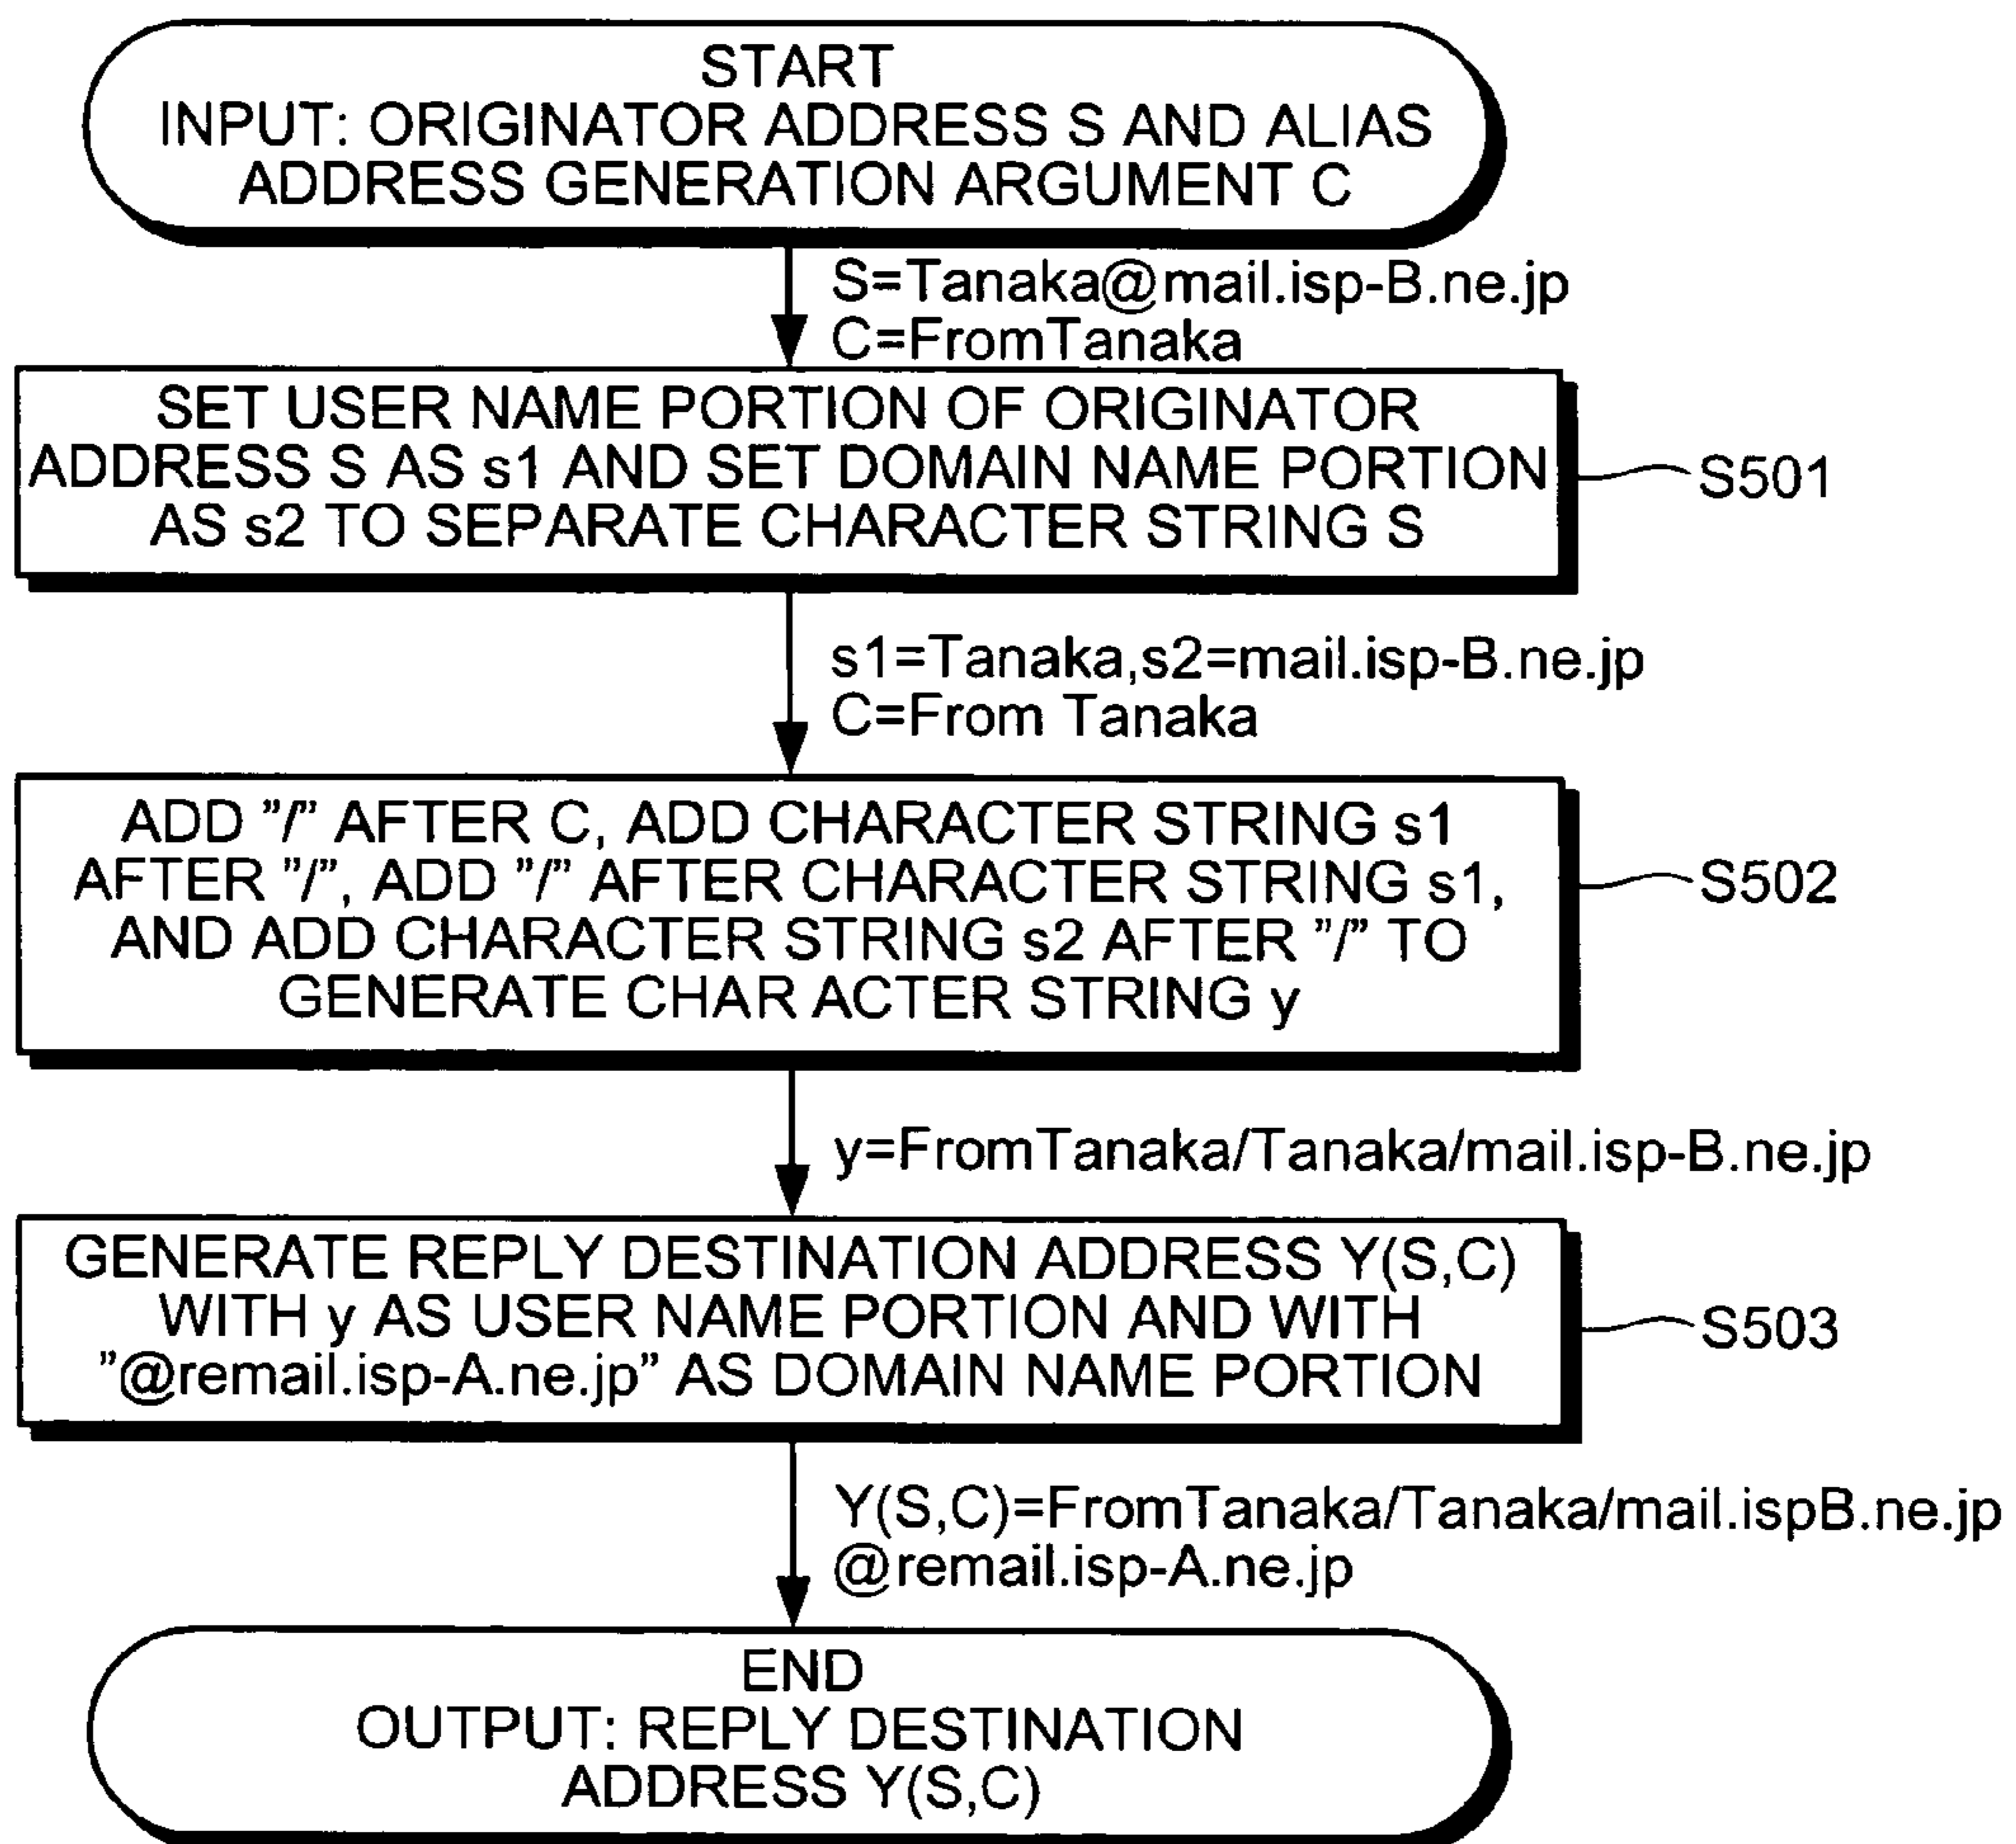 START
INPUT: ORIGINATOR ADDRESS S AND ALIAS
ADDRESS GENERATION ARGUMENT C
S=Tanaka@mail.isp-B.ne.jp
C=FromTanaka
SET USER NAME PORTION OF ORIGINATOR
ADDRESS S AS s1 AND SET DOMAIN NAME PORTION
AS s2 TO SEPARATE CHARACTER STRING S
S501
s1=Tanaka,s2=mail.isp-B.ne.jp
C=From Tanaka
ADD ”/” AFTER C, ADD CHARACTER STRING s1
AFTER ”/”, ADD ”/” AFTER CHARACTER STRING s1,
AND ADD CHARACTER STRING s2 AFTER ”/” TO
GENERATE CHAR ACTER STRING y
S502
y=FromTanaka/Tanaka/mail.isp-B.ne.jp
GENERATE REPLY DESTINATION ADDRESS Y(S,C)
WITH y AS USER NAME PORTION AND WITH
”@remail.isp-A.ne.jp” AS DOMAIN NAME PORTION
S503
Y(S,C)=FromTanaka/Tanaka/mail.ispB.ne.jp
@remail.isp-A.ne.jp
END
OUTPUT: REPLY DESTINATION
ADDRESS Y(S,C)